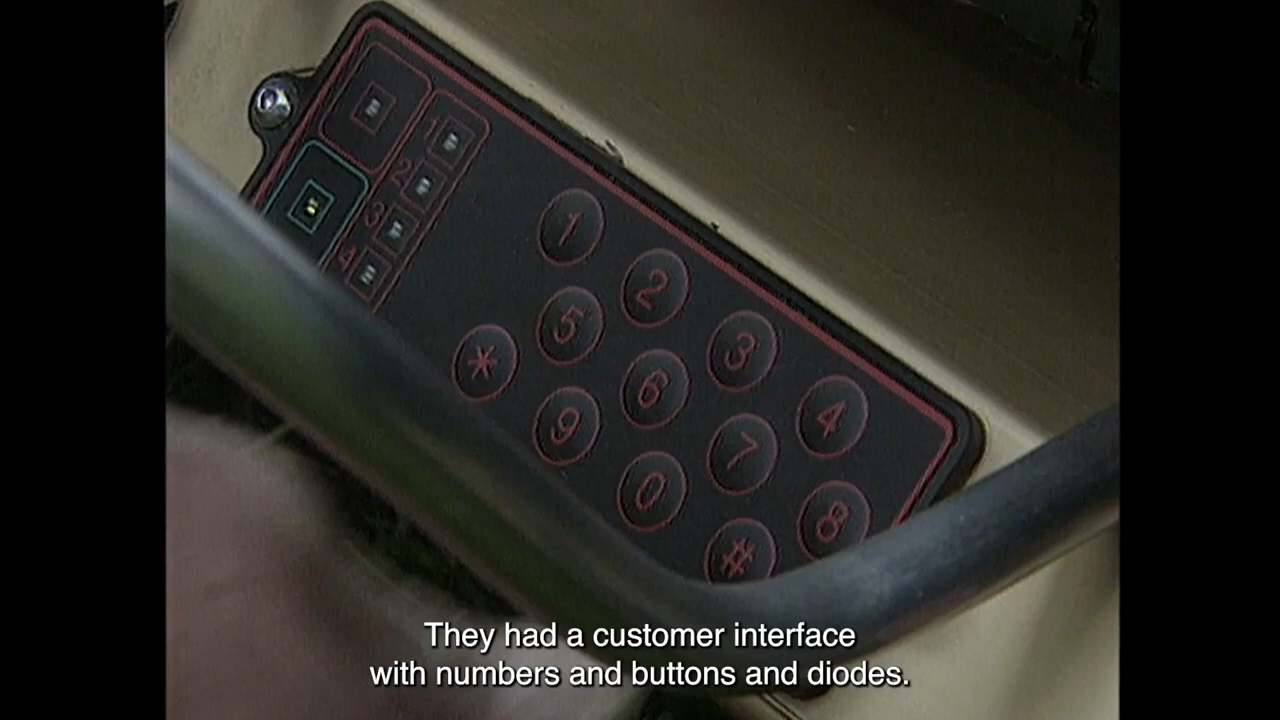 1
2
3
4
1 2 3 4
5 6 7 8
* 9 0 #
They had a customer interface
with numbers and buttons and diodes.